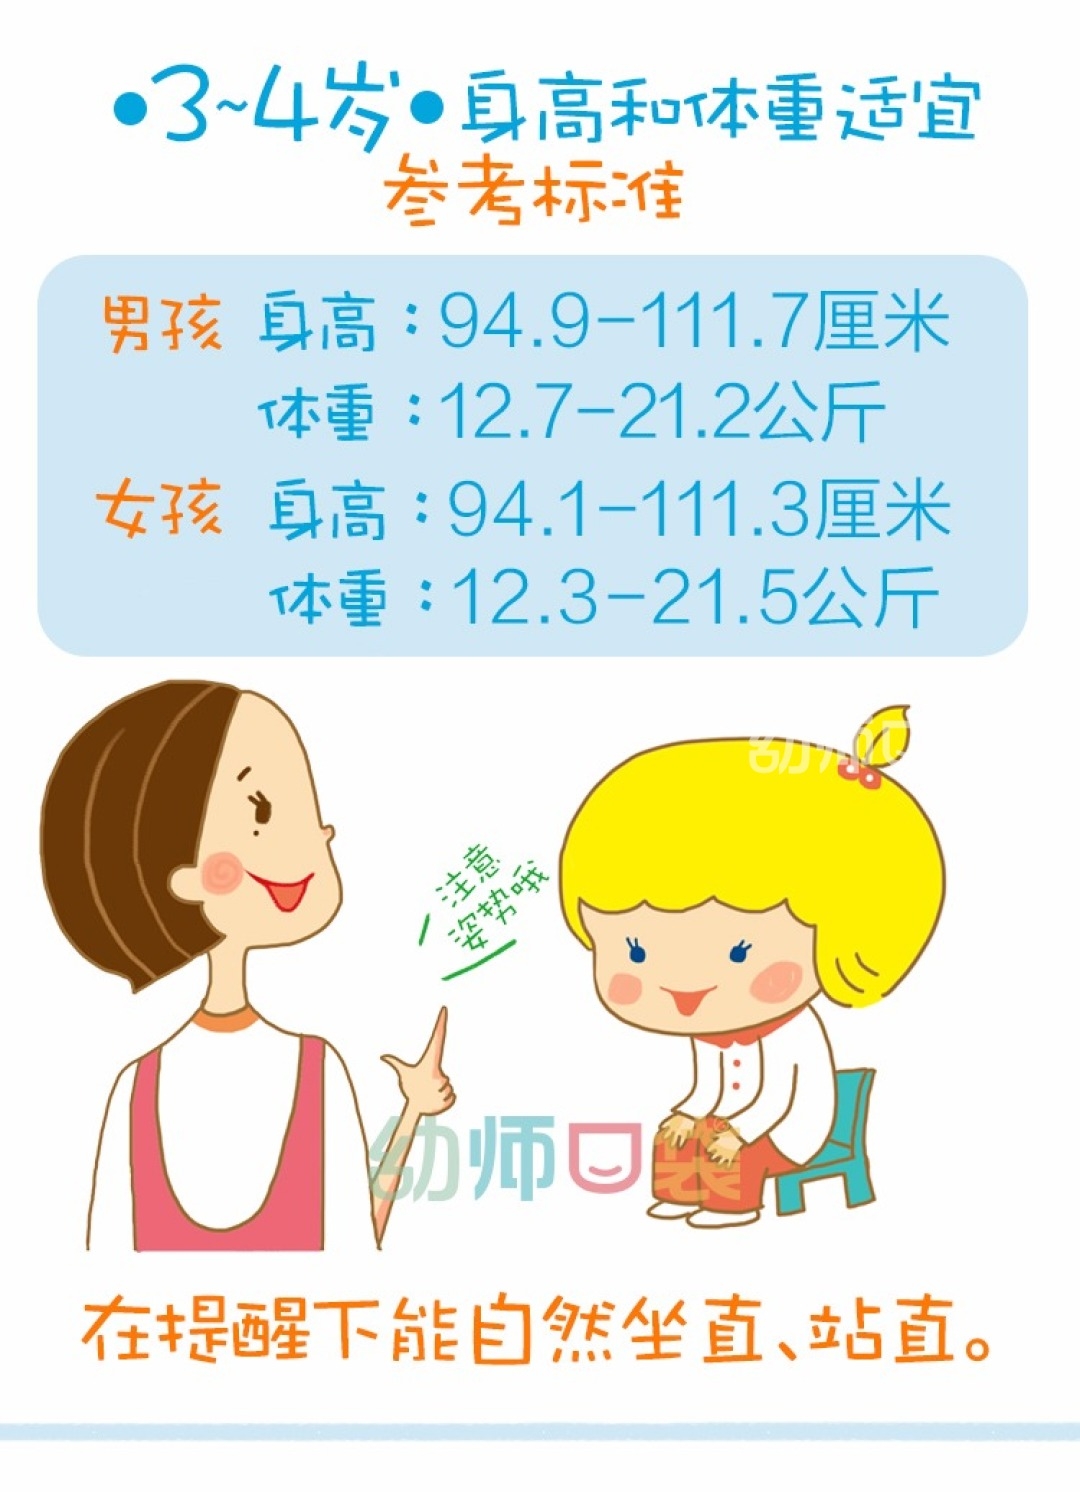 •3~4岁•身高和体重适宜
参考标准
男孩 身高：94.9-111.7厘米
体重：12.7-21.2公斤
女孩 身高：94.1-111.3厘米
体重：12.3-21.5公斤
幼师口
注意
姿势哦
幼师口袋
在提醒下能自然坐直、站直。